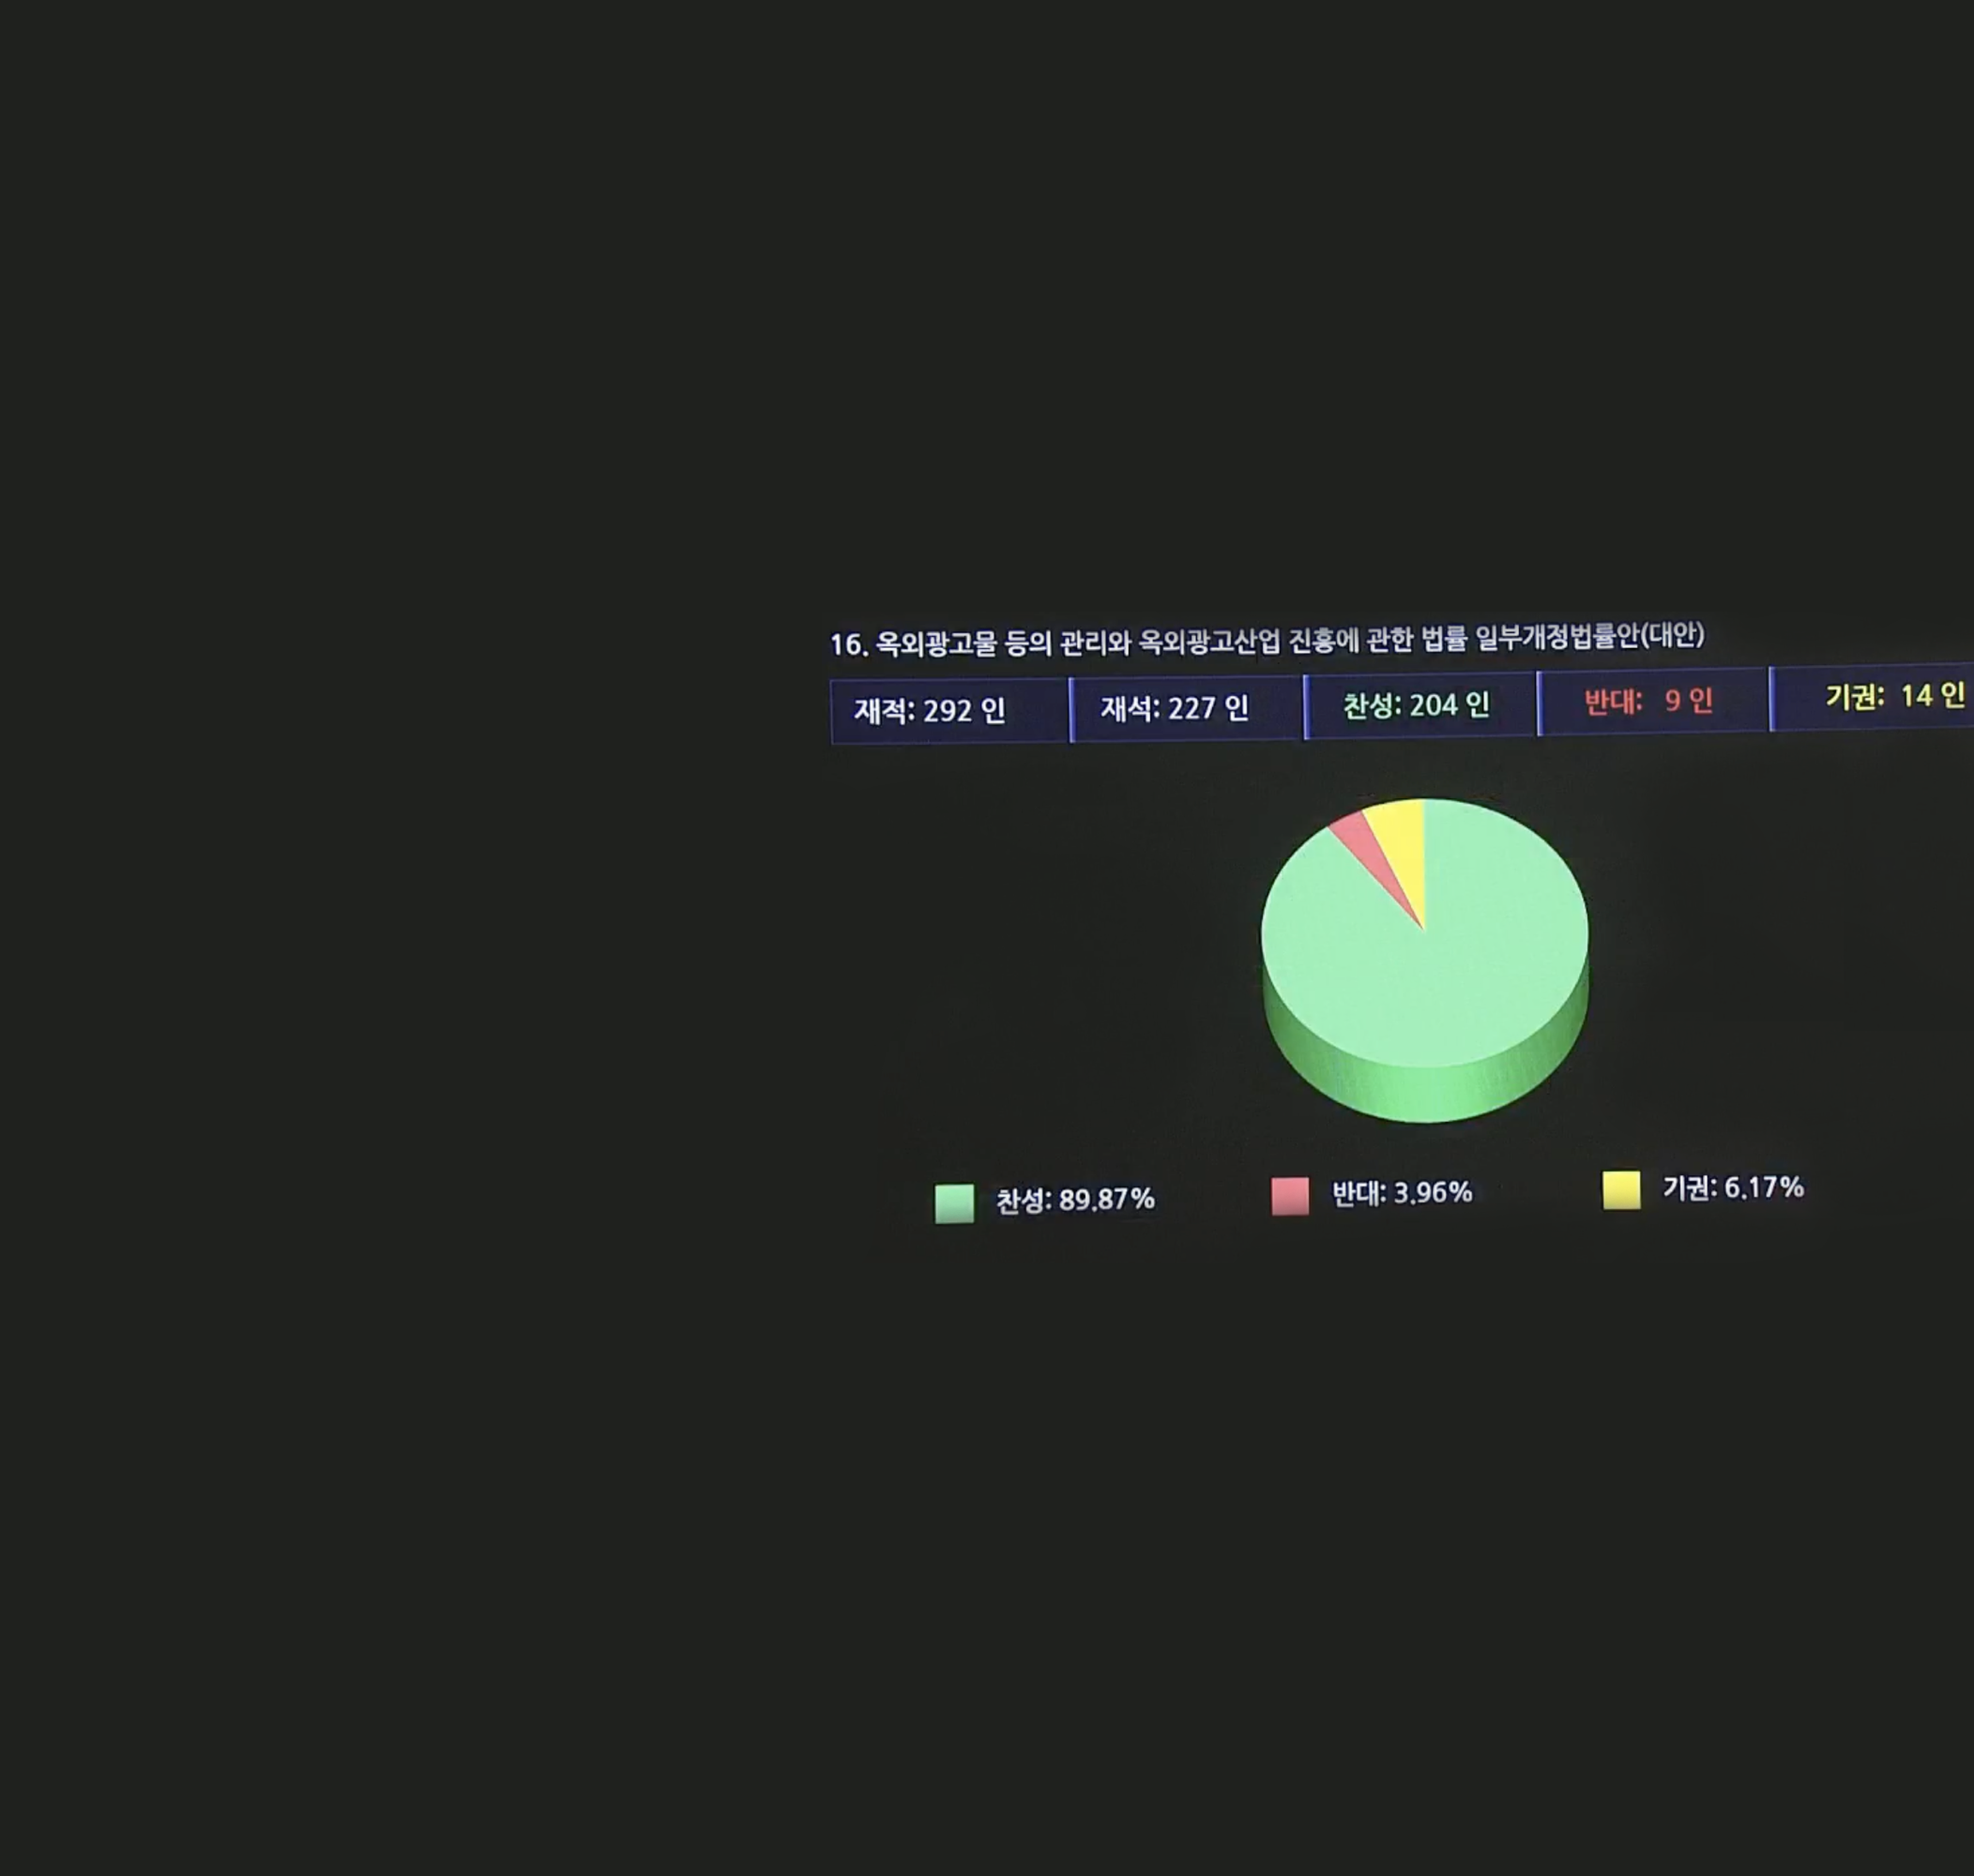 16. 옥외광고물 등의 관리와 옥외광고산업 진흥에 관한 법률 일부개정법률안(대안)
재적: 292 인 재석: 227 인 찬성: 204 인 반대: 9 인 기권: 14 인
찬성: 89.87% 반대: 3.96% 기권: 6.17%